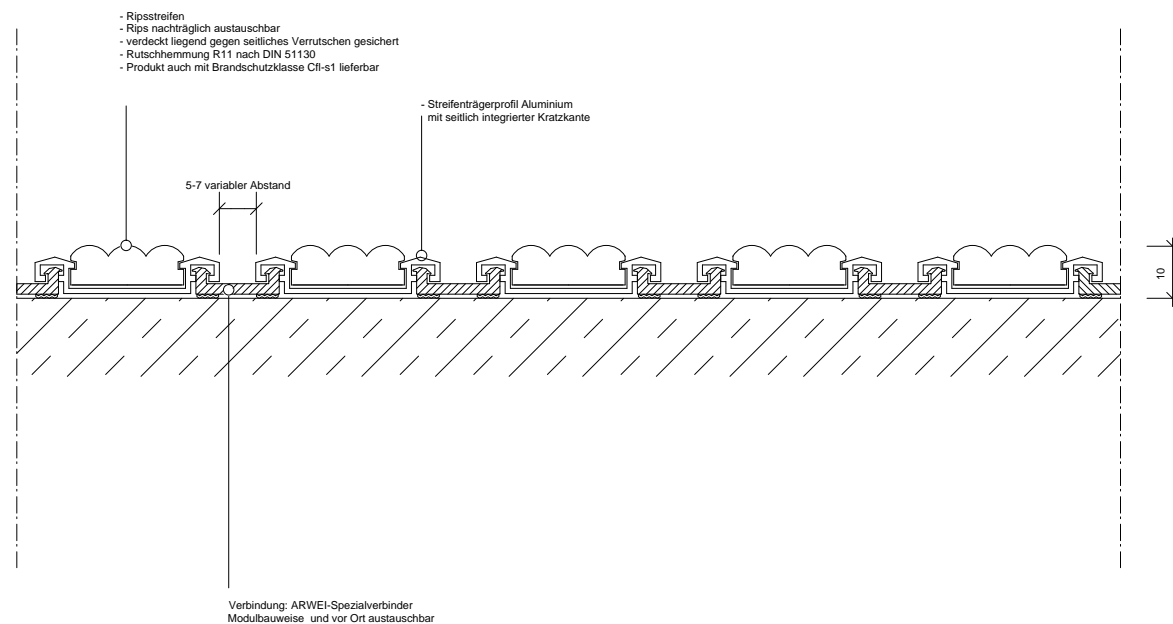 - Ripsstreifen
- Rips nachträglich austauschbar
- verdeckt liegend gegen seitliches Verrutschen gesichert
- Rutschhemmung R11 nach DIN 51130
- Produkt auch mit Brandschutzklasse Cfl-s1 lieferbar
- Streifenträgerprofil Aluminium
mit seitlich integrierter Kratzkante
5-7 variabler Abstand
10
Verbindung: ARWEI-Spezialverbinder
Modulbauweise und vor Ort austauschbar